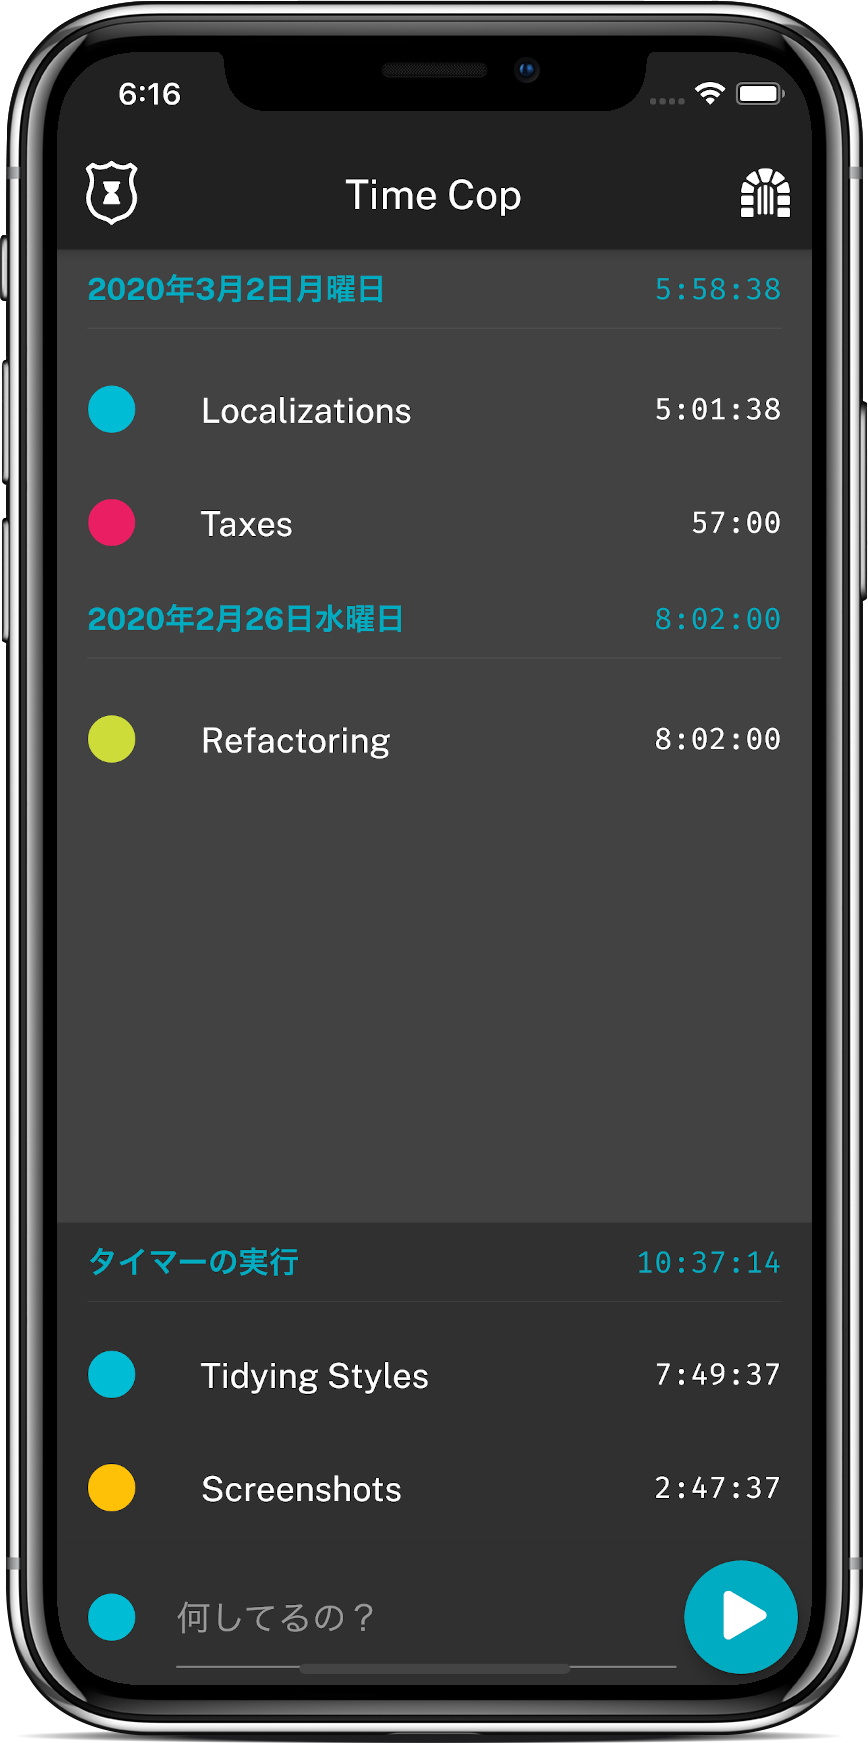 6:16
Time Cop
2020年3月2日月曜日 5:58:38
Localizations 5:01:38
Taxes 57:00
2020年2月26日水曜日 8:02:00
Refactoring 8:02:00
タイマーの実行 10:37:14
Tidying Styles 7:49:37
Screenshots 2:47:37
何してるの？